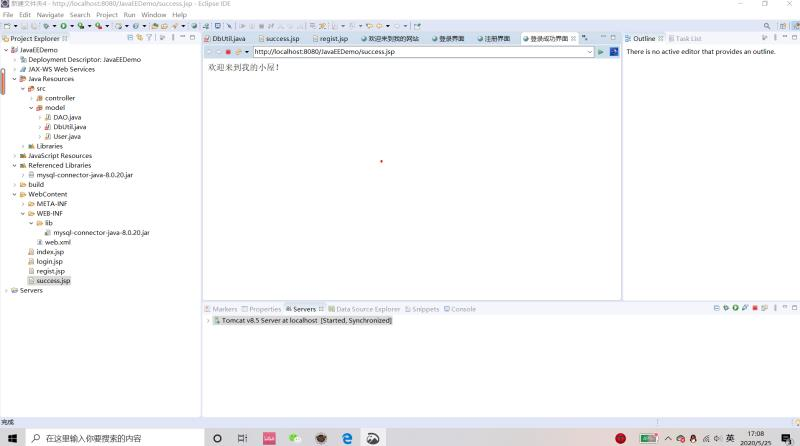 新建文件夹4 - http://localhost:8080/JavaEEDemo/success.jsp - Eclipse IDE
File Edit Navigate Search Project Run Window Help
Project Explorer
JavaEEDemo
Deployment Descriptor: JavaEEDemo
JAX-WS Web Services
Java Resources
src
controller
model
DAO.java
DbUtil.java
User.java
Libraries
JavaScript Resources
Referenced Libraries
mysql-connector-java-8.0.20.jar
build
WebContent
META-INF
WEB-INF
lib
mysql-connector-java-8.0.20.jar
web.xml
index.jsp
login.jsp
regist.jsp
success.jsp
Servers
DbUtil.java success.jsp regist.jsp 欢迎来到我的网站 登录界面 注册界面 登录成功界面
http://localhost:8080/JavaEEDemo/success.jsp
欢迎来到我的小屋！
Outline Task List
There is no active editor that provides an outline.
Markers Properties Servers Data Source Explorer Snippets Console
Tomcat v8.5 Server at localhost [Started, Synchronized]
完成
在这里输入你要搜索的内容
英
17:08
2020/5/25